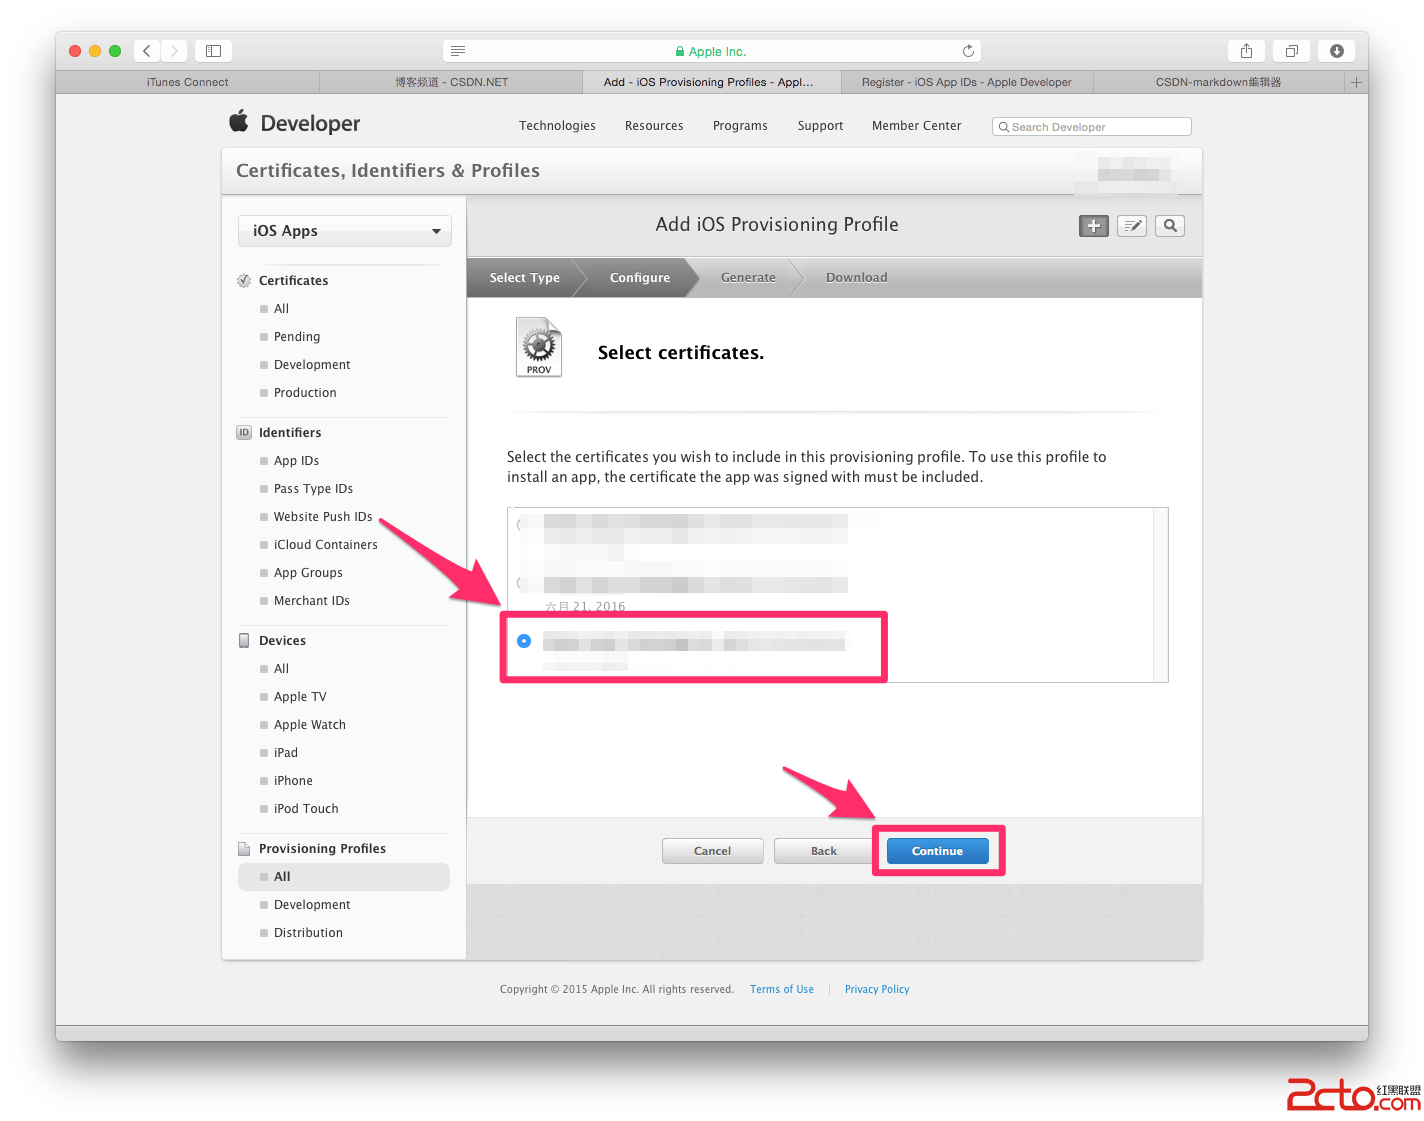 Apple Inc.
iTunes Connect
博客频道 - CSDN.NET
Add - iOS Provisioning Profiles - Appl...
Register - iOS App IDs - Apple Developer
CSDN-markdown编辑器
Developer
Technologies
Resources
Programs
Support
Member Center
Search Developer
Certificates, Identifiers & Profiles
iOS Apps
Add iOS Provisioning Profile
Select Type
Configure
Generate
Download
Certificates
All
Pending
Development
Production
ID Identifiers
App IDs
Pass Type IDs
Website Push IDs
iCloud Containers
App Groups
Merchant IDs
Devices
All
Apple TV
Apple Watch
iPad
iPhone
iPod Touch
Provisioning Profiles
All
Development
Distribution
PROV
Select certificates.
Select the certificates you wish to include in this provisioning profile. To use this profile to
install an app, the certificate the app was signed with must be included.
六月 21, 2016
Cancel
Back
Continue
Copyright © 2015 Apple Inc. All rights reserved.
Terms of Use
Privacy Policy
2cto.com
红黑联盟